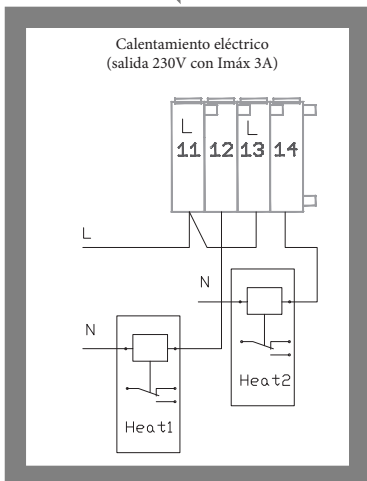 Calentamiento eléctrico
(salida 230V con Imáx 3A)
L L
11 12 13 14
L
N
N
Heat2
Heat1